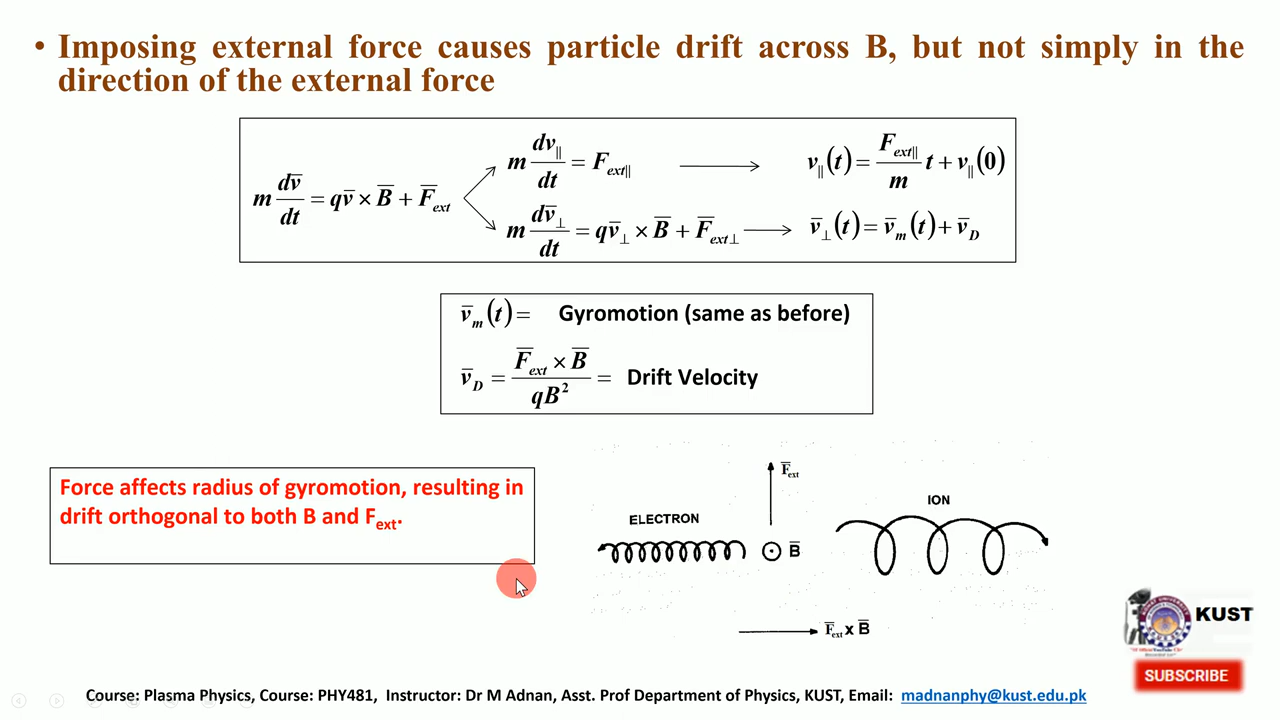 • Imposing external force causes particle drift across B, but not simply in the
direction of the external force
m dv̅/dt = qv̅ × B̅ + F̅ext
m dv∥/dt = Fext∥
v∥(t) = Fext∥/m t + v∥(0)
m dv̅⊥/dt = qv̅⊥ × B̅ + F̅ext⊥
v̅⊥(t) = v̅m(t) + v̅D
v̅m(t) = Gyromotion (same as before)
v̅D = F̅ext × B̅ / qB² = Drift Velocity
Force affects radius of gyromotion, resulting in
drift orthogonal to both B and Fext.
F̅ext
ION
ELECTRON
B̅
F̅ext x B̅
KUST
SUBSCRIBE
Course: Plasma Physics, Course: PHY481, Instructor: Dr M Adnan, Asst. Prof Department of Physics, KUST, Email: madnanphy@kust.edu.pk